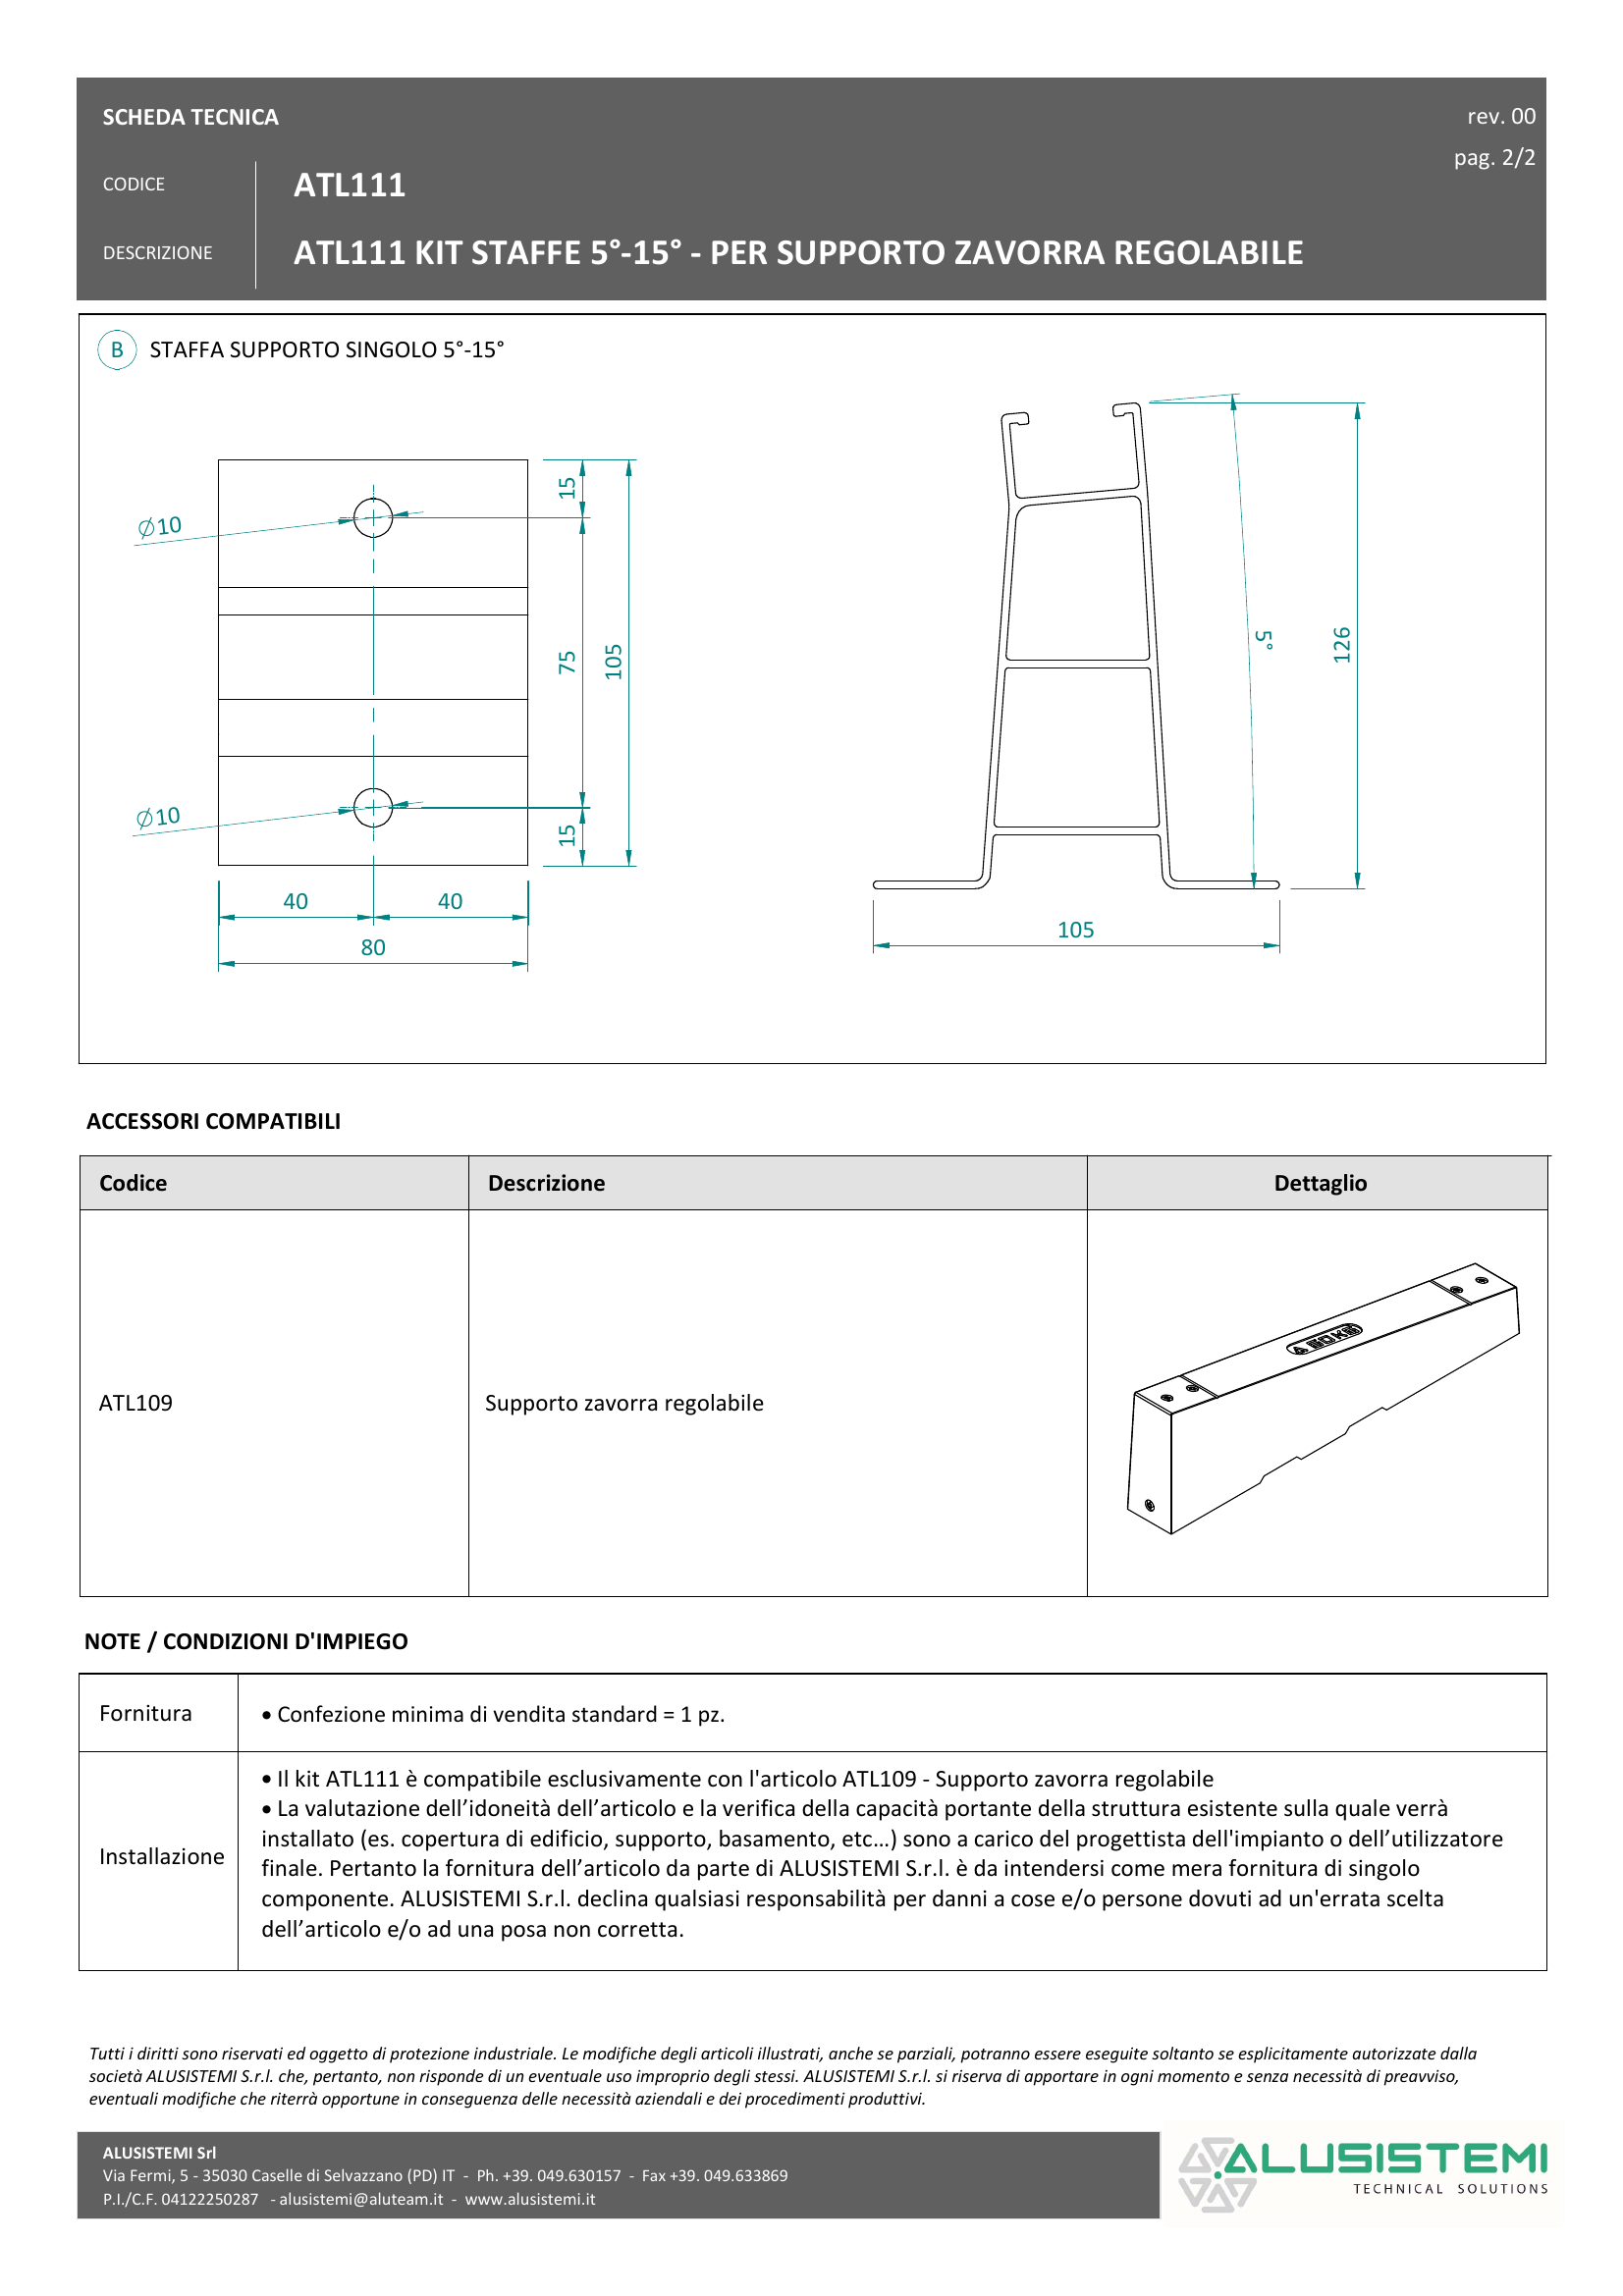 SCHEDA TECNICA
rev. 00
pag. 2/2
CODICE
ATL111
DESCRIZIONE
ATL111 KIT STAFFE 5°-15° - PER SUPPORTO ZAVORRA REGOLABILE
B STAFFA SUPPORTO SINGOLO 5°-15°
Ø10
Ø10
15
75
105
15
40
40
80
5°
126
105
ACCESSORI COMPATIBILI
Codice
Descrizione
Dettaglio
ATL109
Supporto zavorra regolabile
NOTE / CONDIZIONI D'IMPIEGO
Fornitura
• Confezione minima di vendita standard = 1 pz.
Installazione
• Il kit ATL111 è compatibile esclusivamente con l'articolo ATL109 - Supporto zavorra regolabile
• La valutazione dell’idoneità dell’articolo e la verifica della capacità portante della struttura esistente sulla quale verrà
installato (es. copertura di edificio, supporto, basamento, etc…) sono a carico del progettista dell'impianto o dell’utilizzatore
finale. Pertanto la fornitura dell’articolo da parte di ALUSISTEMI S.r.l. è da intendersi come mera fornitura di singolo
componente. ALUSISTEMI S.r.l. declina qualsiasi responsabilità per danni a cose e/o persone dovuti ad un'errata scelta
dell’articolo e/o ad una posa non corretta.
Tutti i diritti sono riservati ed oggetto di protezione industriale. Le modifiche degli articoli illustrati, anche se parziali, potranno essere eseguite soltanto se esplicitamente autorizzate dalla
società ALUSISTEMI S.r.l. che, pertanto, non risponde di un eventuale uso improprio degli stessi. ALUSISTEMI S.r.l. si riserva di apportare in ogni momento e senza necessità di preavviso,
eventuali modifiche che riterrà opportune in conseguenza delle necessità aziendali e dei procedimenti produttivi.
ALUSISTEMI Srl
Via Fermi, 5 - 35030 Caselle di Selvazzano (PD) IT - Ph. +39. 049.630157 - Fax +39. 049.633869
P.I./C.F. 04122250287 - alusistemi@aluteam.it - www.alusistemi.it
ALUSISTEMI
TECHNICAL SOLUTIONS